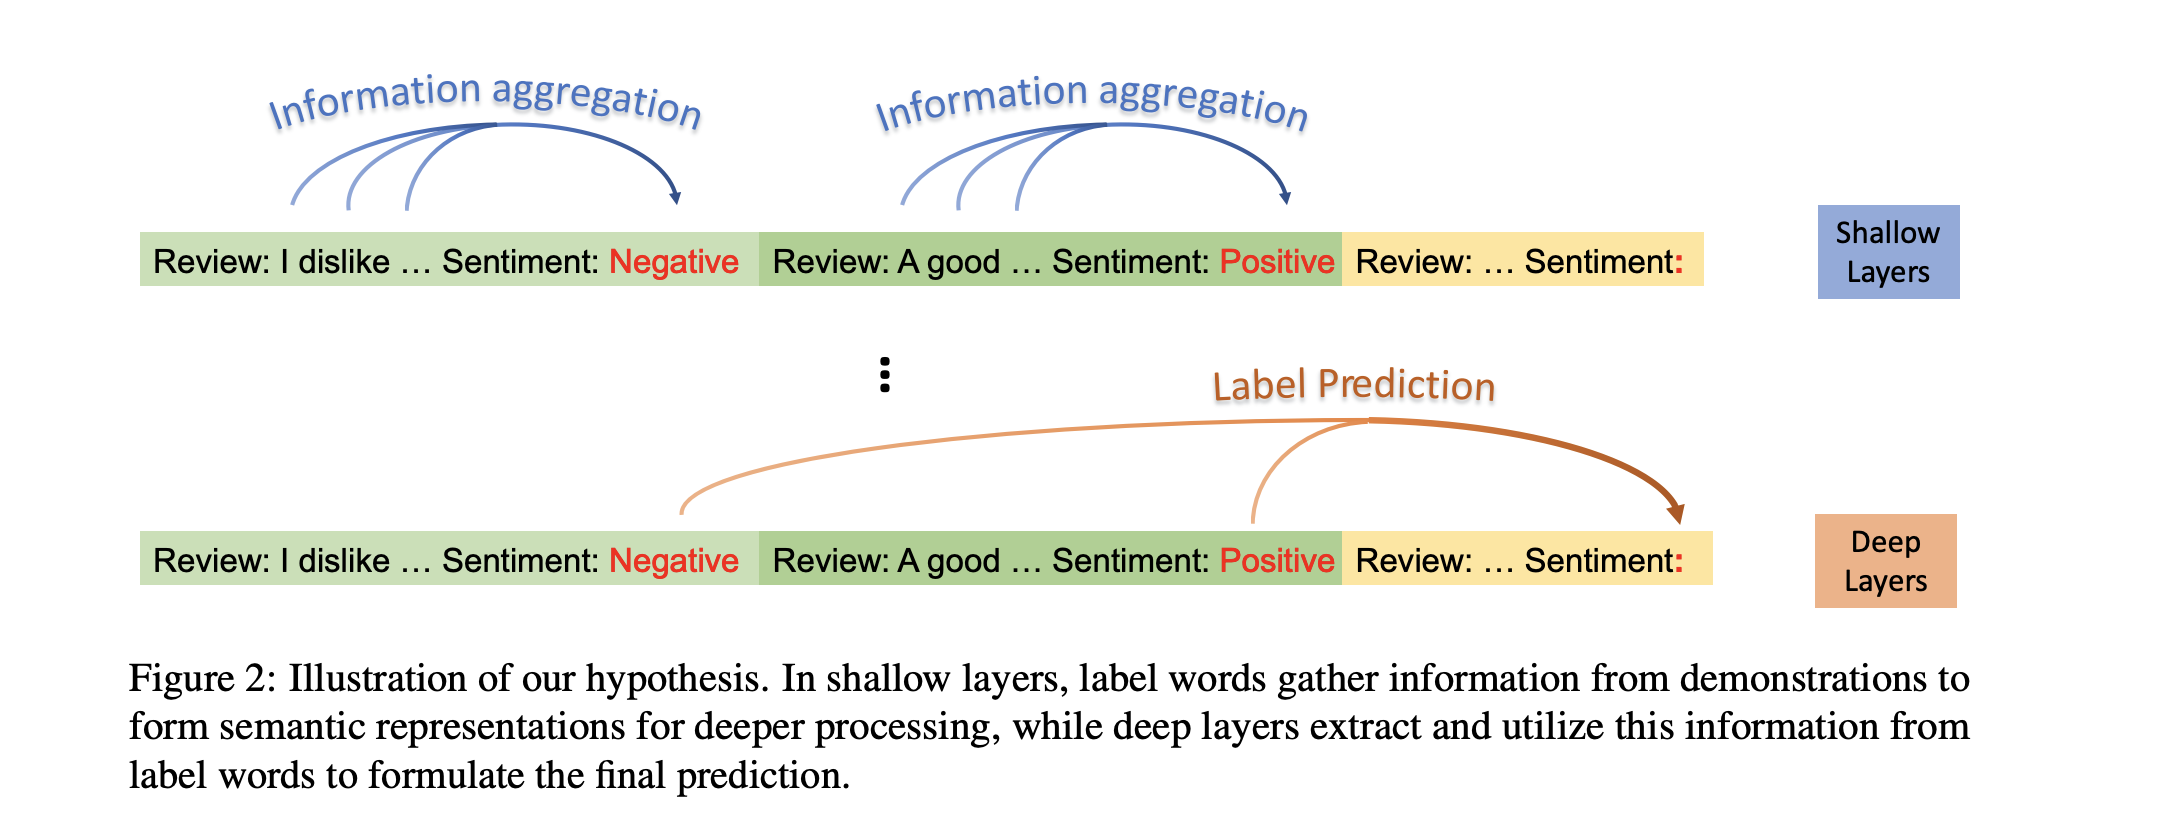 Information aggregation Information aggregation
Review: I dislike ... Sentiment: Negative Review: A good ... Sentiment: Positive Review: ... Sentiment:
Shallow
Layers
Label Prediction
Review: I dislike ... Sentiment: Negative Review: A good ... Sentiment: Positive Review: ... Sentiment:
Deep
Layers
Figure 2: Illustration of our hypothesis. In shallow layers, label words gather information from demonstrations to
form semantic representations for deeper processing, while deep layers extract and utilize this information from
label words to formulate the final prediction.